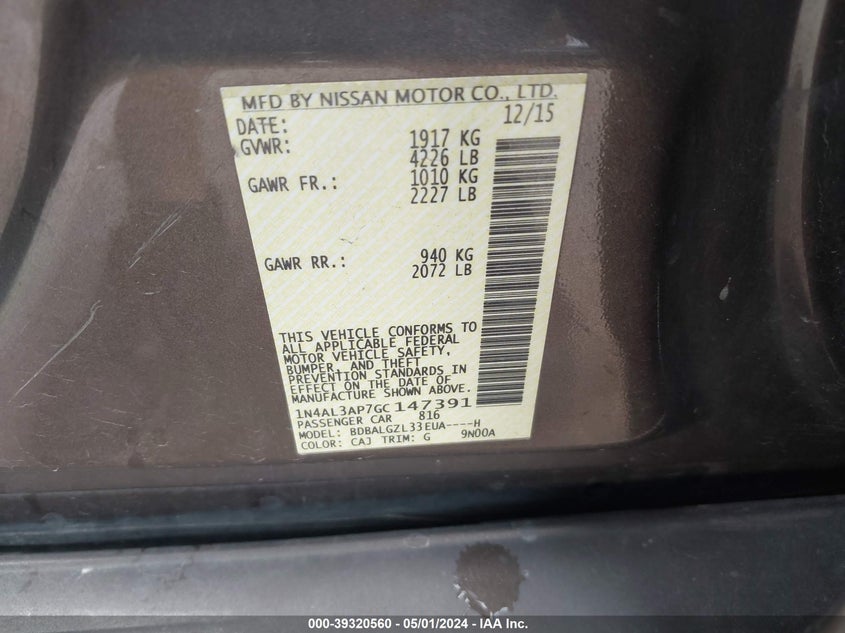 MFD BY NISSAN MOTOR CO., LTD.
DATE: 12/15
GVWR: 1917 KG
4226 LB
GAWR FR.: 1010 KG
2227 LB
GAWR RR.: 940 KG
2072 LB
THIS VEHICLE CONFORMS TO
ALL APPLICABLE FEDERAL
MOTOR VEHICLE SAFETY,
BUMPER, AND THEFT
PREVENTION STANDARDS IN
EFFECT ON THE DATE OF
MANUFACTURE SHOWN ABOVE.
1N4AL3AP7GC147391
PASSENGER CAR 816
MODEL: BDBALGZL33EUA----H
COLOR: CAJ TRIM: G 9N00A
000-39320560 - 05/01/2024 - IAA Inc.